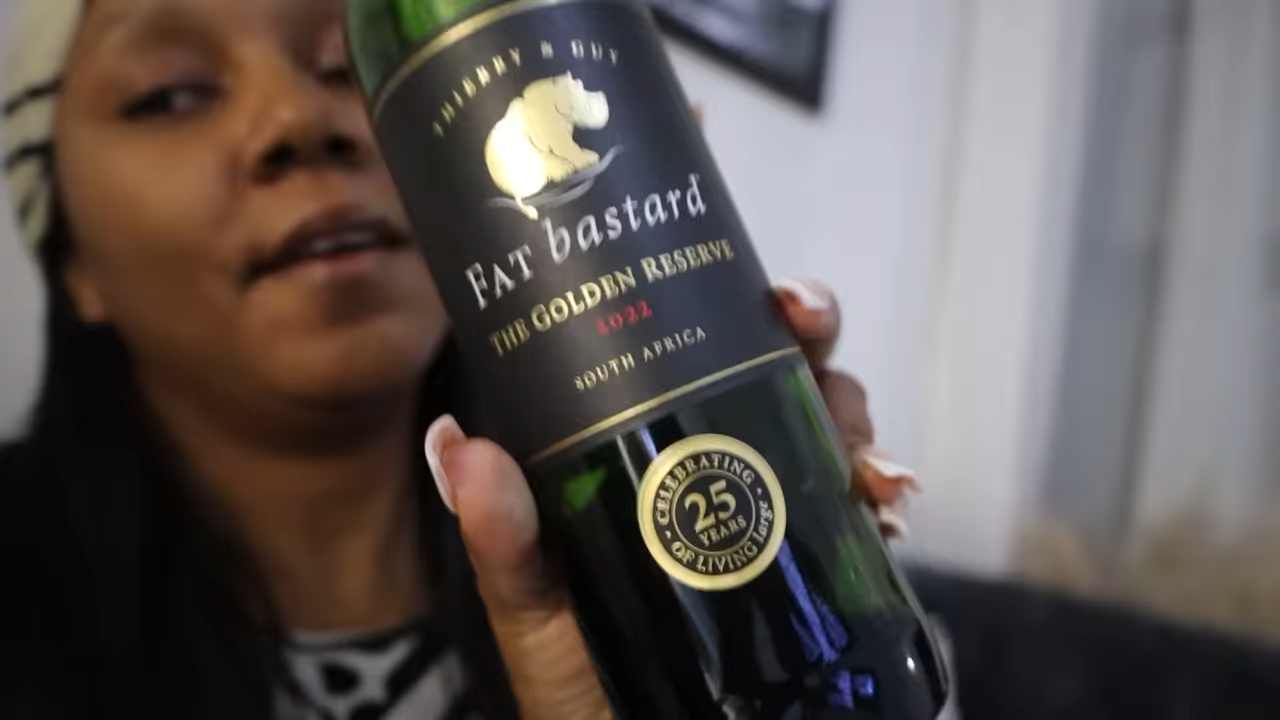 THIERRY & GUY
FAT bastard
THE GOLDEN RESERVE
2022
SOUTH AFRICA
CELEBRATING
25
YEARS
OF LIVING large